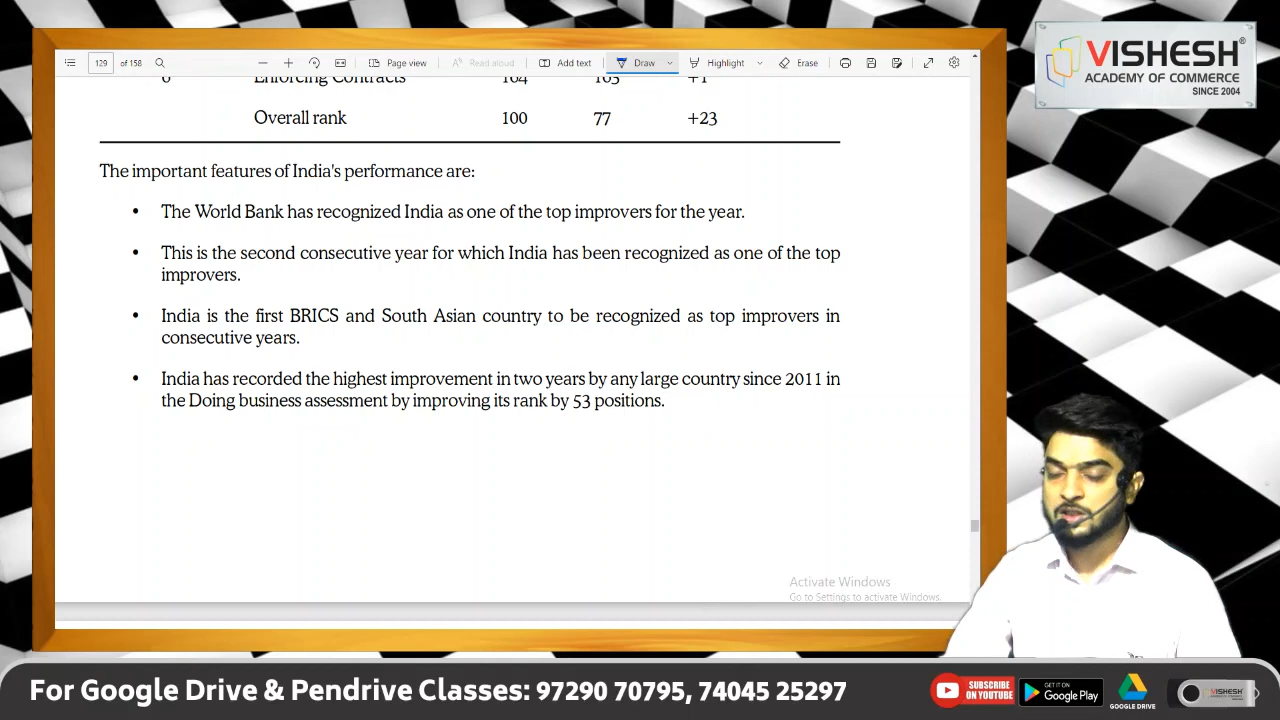 129 of 158 Page view Read aloud Add text Draw Highlight Erase
6 Enforcing Contracts 164 163 +1
Overall rank 100 77 +23
The important features of India's performance are:
• The World Bank has recognized India as one of the top improvers for the year.
• This is the second consecutive year for which India has been recognized as one of the top
improvers.
• India is the first BRICS and South Asian country to be recognized as top improvers in
consecutive years.
• India has recorded the highest improvement in two years by any large country since 2011 in
the Doing business assessment by improving its rank by 53 positions.
Activate Windows
Go to Settings to activate Windows.
VISHESH®
ACADEMY OF COMMERCE
SINCE 2004
For Google Drive & Pendrive Classes: 97290 70795, 74045 25297
SUBSCRIBE
ON YOUTUBE
GET IT ON
Google Play
GOOGLE DRIVE
VISHESH